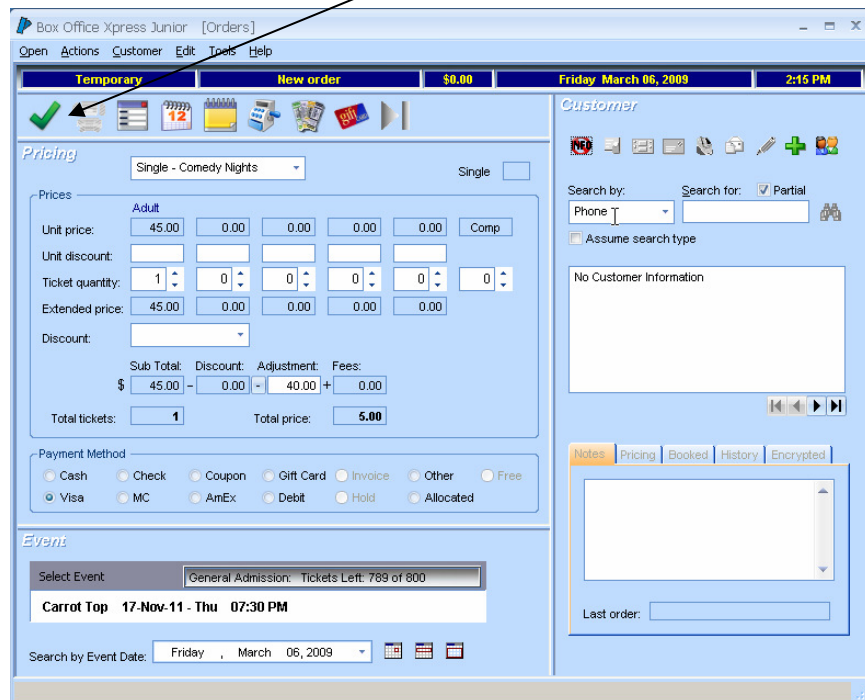 Box Office Xpress Junior [Orders]
Open Actions Customer Edit Tools Help
Temporary New order $0.00 Friday March 06, 2009 2:15 PM
12
gift
Pricing
Single - Comedy Nights Single
Prices
Adult
Unit price: 45.00 0.00 0.00 0.00 0.00 Comp
Unit discount:
Ticket quantity: 1 0 0 0 0 0
Extended price: 45.00 0.00 0.00 0.00 0.00
Discount:
Sub Total: Discount: Adjustment: Fees:
$ 45.00 - 0.00 - 40.00 + 0.00
Total tickets: 1 Total price: 5.00
Payment Method
Cash Check Coupon Gift Card Invoice Other Free
Visa MC AmEx Debit Hold Allocated
Event
Select Event General Admission: Tickets Left: 789 of 800
Carrot Top 17-Nov-11 - Thu 07:30 PM
Search by Event Date: Friday , March 06, 2009
Customer
Search by: Search for: Partial
Phone
Assume search type
No Customer Information
Notes Pricing Booked History Encrypted
Last order: